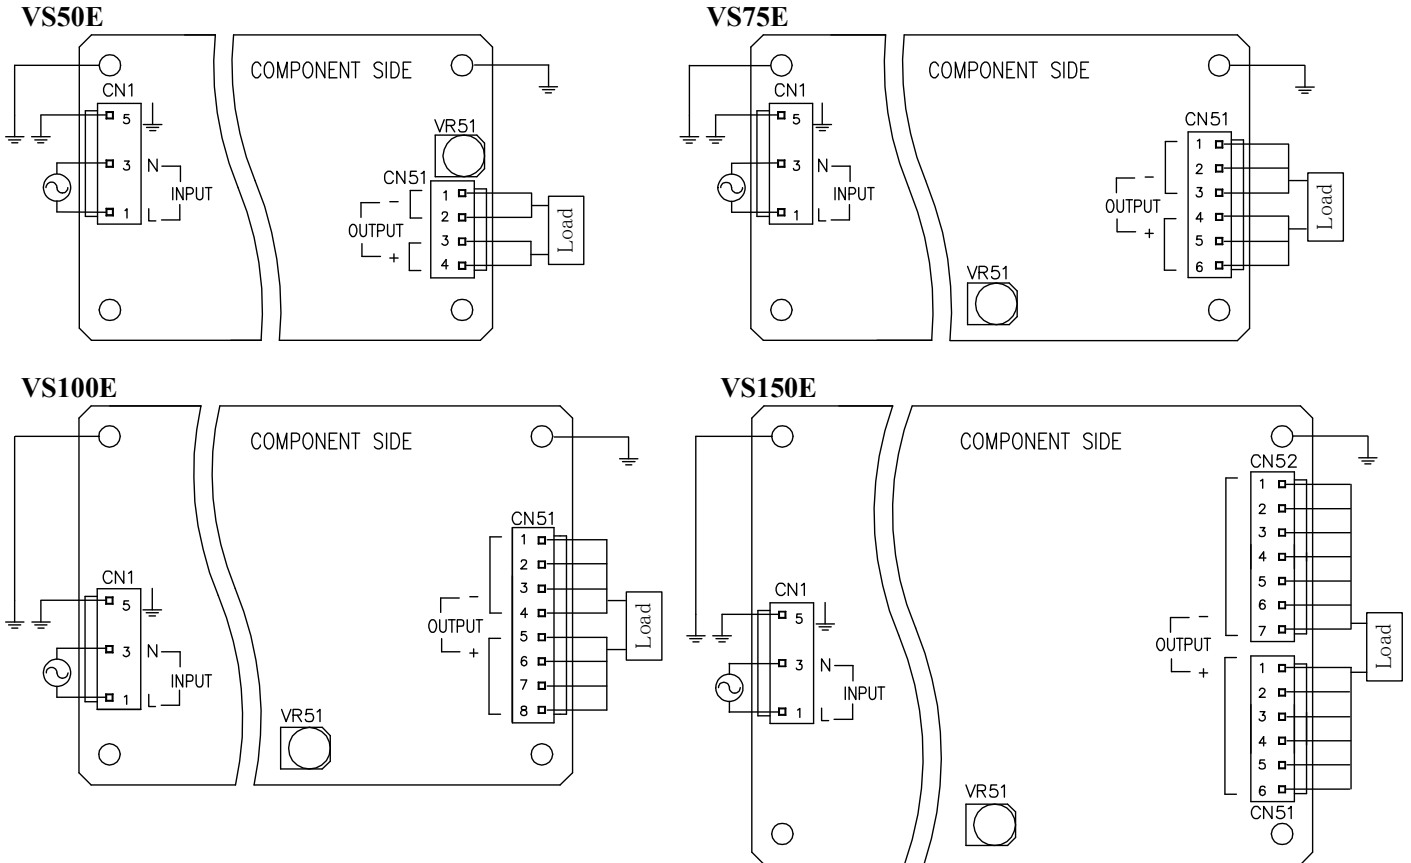 VS50E
COMPONENT SIDE
CN1
5
3 N
INPUT
1 L
VR51
CN51
1
−
2
OUTPUT
3
+
4
Load
VS75E
COMPONENT SIDE
CN1
5
3 N
INPUT
1 L
CN51
1
2
−
3
OUTPUT
4
+
5
6
Load
VR51
VS100E
COMPONENT SIDE
CN1
5
3 N
INPUT
1 L
CN51
1
2
3
−
4
OUTPUT
5
+
6
7
8
Load
VR51
VS150E
COMPONENT SIDE
CN1
5
3 N
INPUT
1 L
CN52
1
2
3
4
5
6
−
7
OUTPUT
+
1
2
3
4
5
6
CN51
Load
VR51